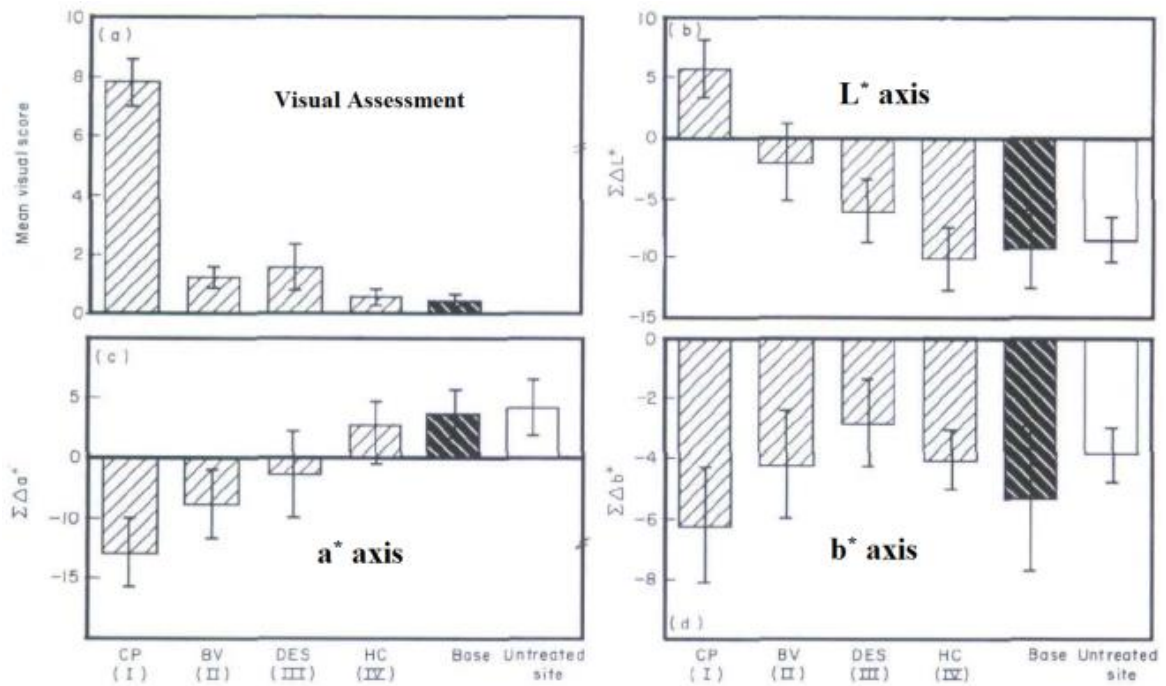 (a)
Visual Assessment
Mean visual score
10
8
6
4
2
0
(b)
L* axis
ΣΔL*
10
5
0
-5
-10
-15
(c)
a* axis
ΣΔa*
5
0
-10
-15
CP
(I)
BV
(II)
DES
(III)
HC
(IV)
Base
Untreated
site
b* axis
ΣΔb*
0
-2
-4
-6
-8
(d)
CP
(I)
BV
(II)
DES
(III)
HC
(IV)
Base
Untreated
site